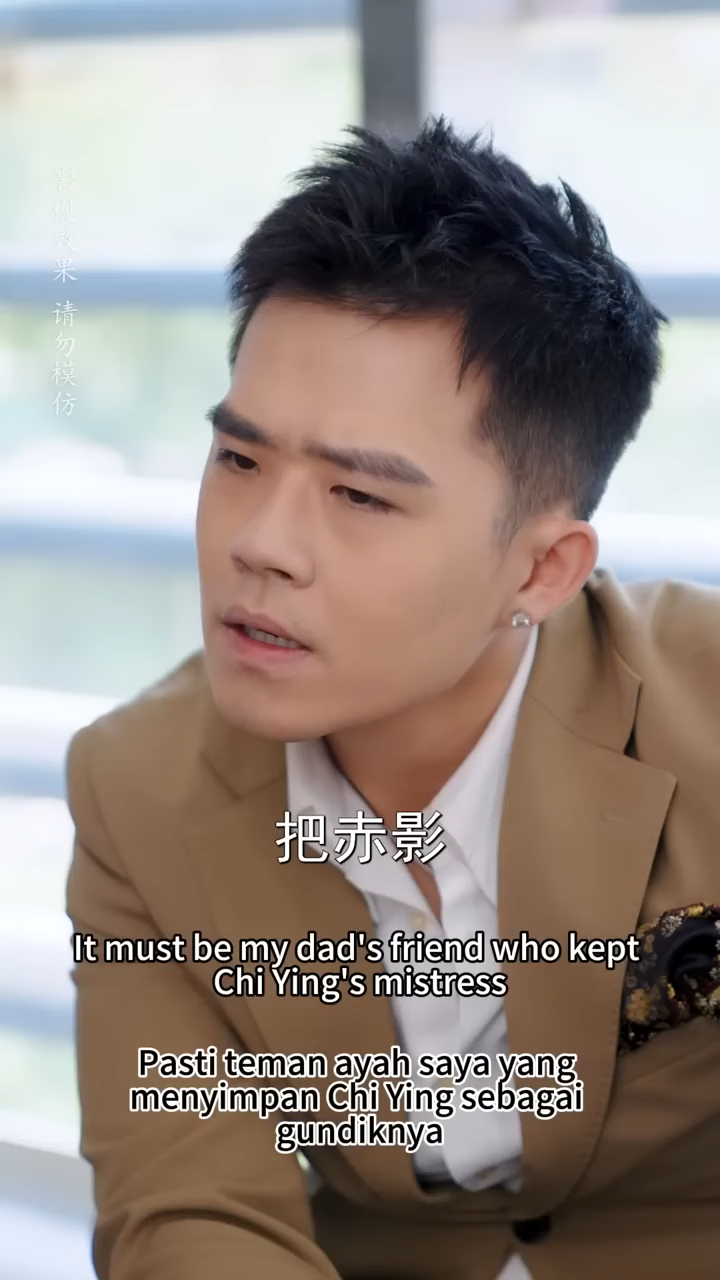 影视效果 请勿模仿
把赤影
It must be my dad's friend who kept
Chi Ying's mistress
Pasti teman ayah saya yang
menyimpan Chi Ying sebagai
gundiknya